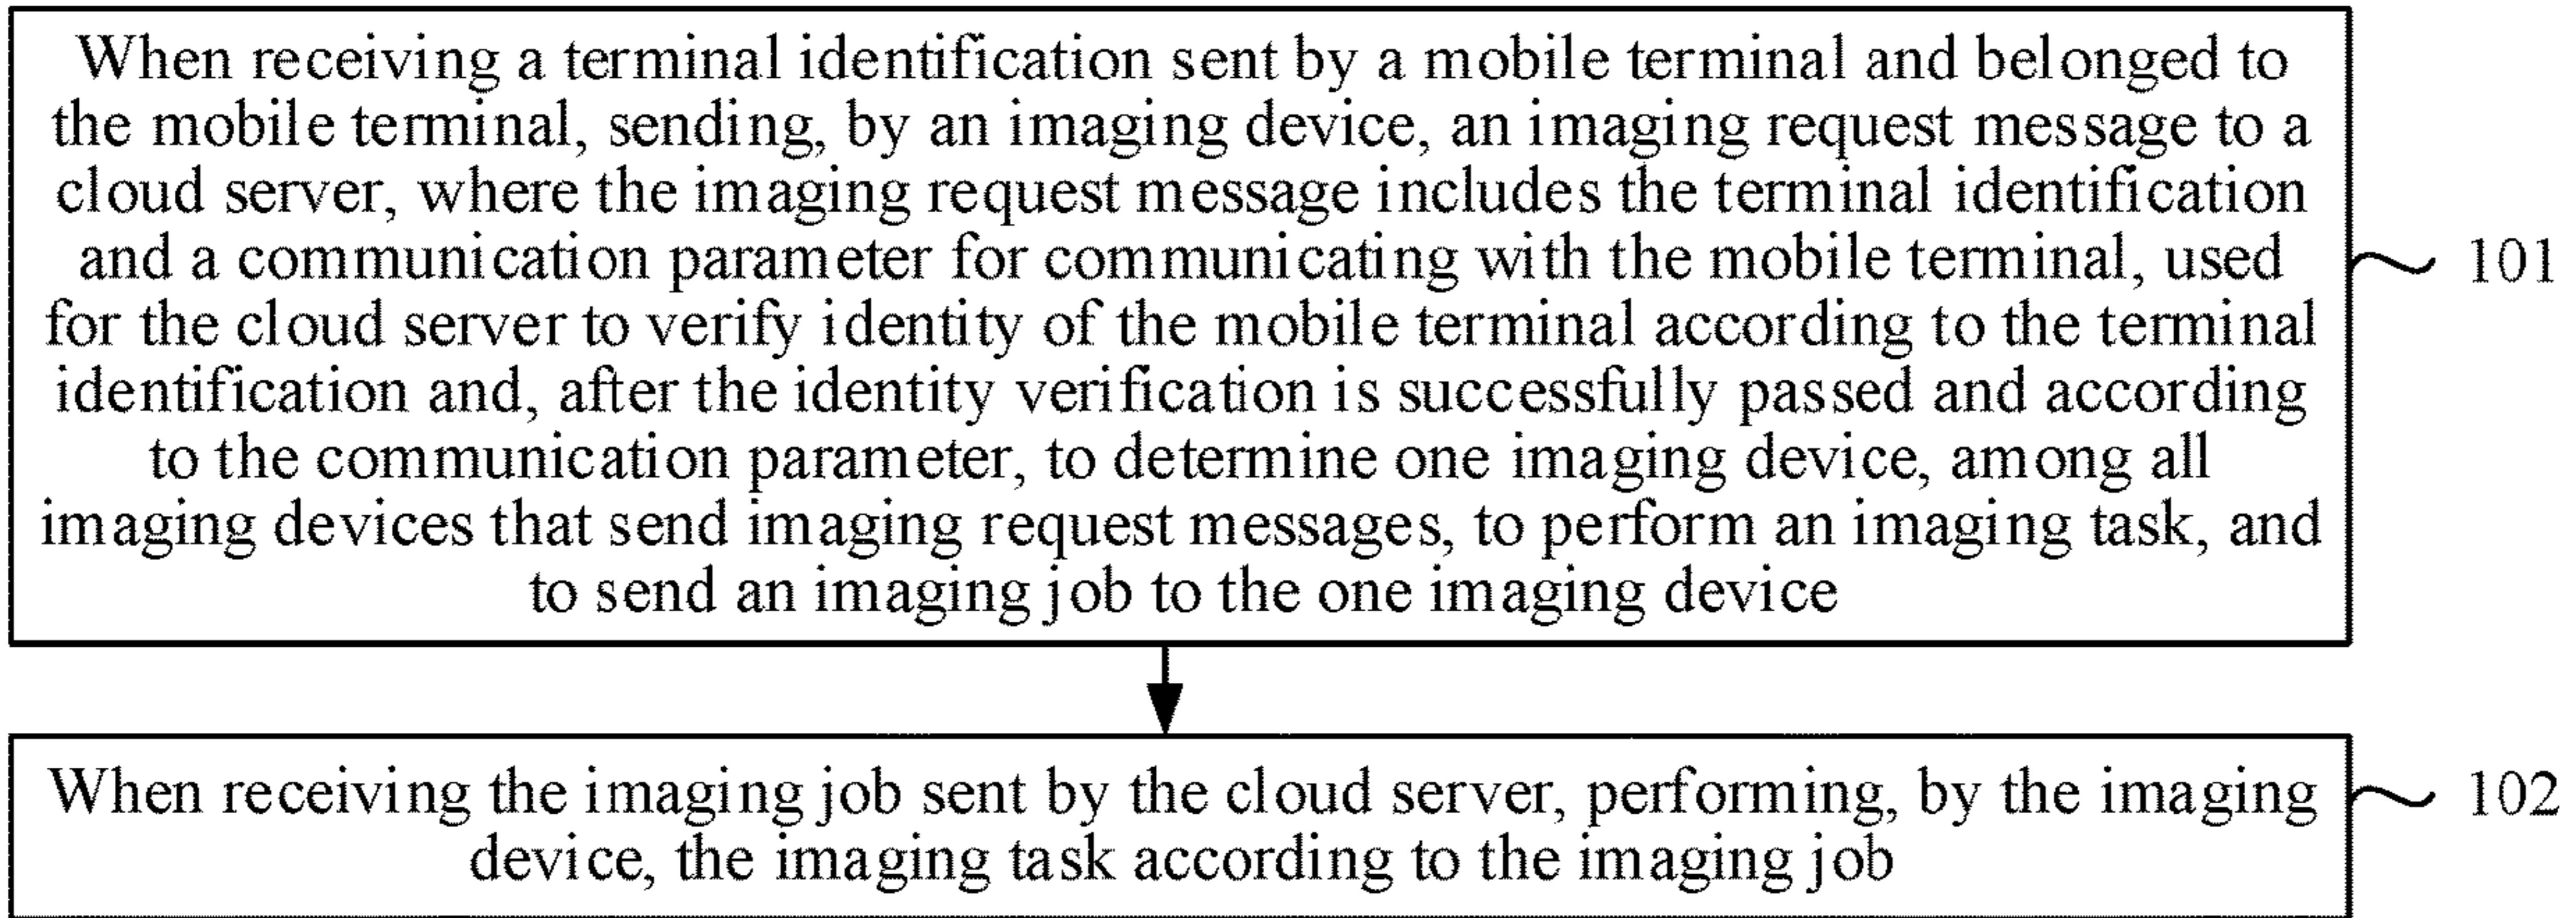 When receiving a terminal identification sent by a mobile terminal and belonged to
the mobile terminal, sending, by an imaging device, an imaging request message to a
cloud server, where the imaging request message includes the terminal identification
and a communication parameter for communicating with the mobile terminal, used
for the cloud server to verify identity of the mobile terminal according to the terminal
identification and, after the identity verification is successfully passed and according
to the communication parameter, to determine one imaging device, among all
imaging devices that send imaging request messages, to perform an imaging task, and
to send an imaging job to the one imaging device
101
When receiving the imaging job sent by the cloud server, performing, by the imaging
device, the imaging task according to the imaging job
102